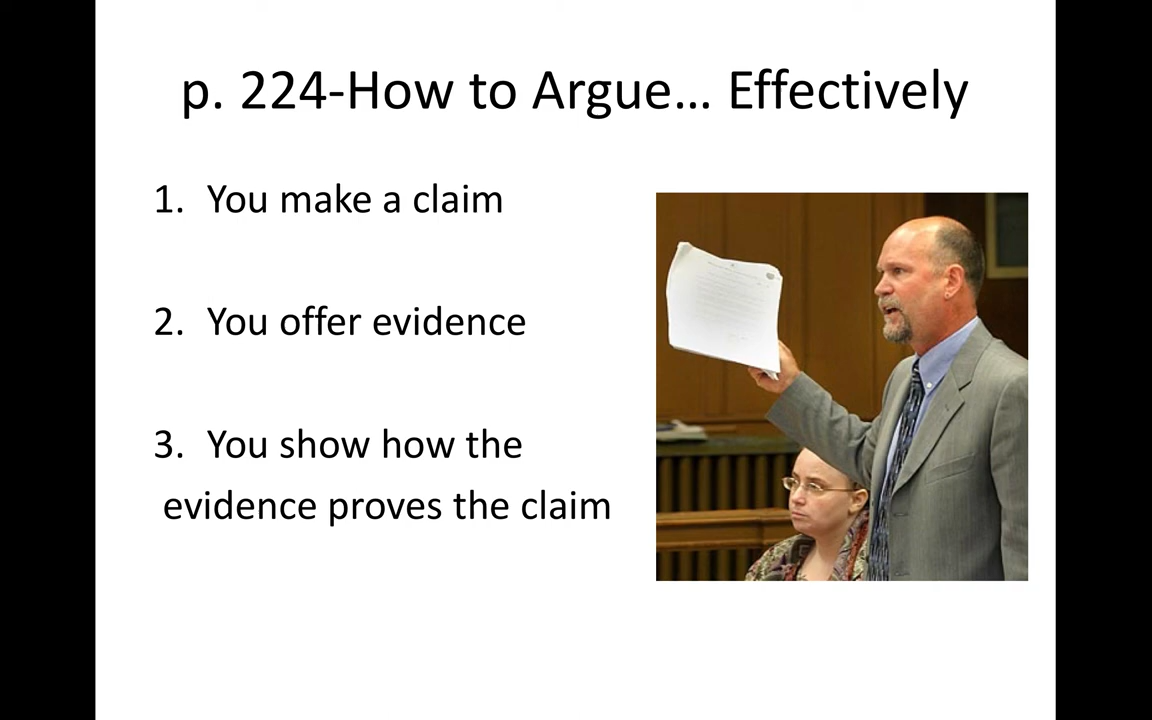 p. 224-How to Argue... Effectively
1. You make a claim
2. You offer evidence
3. You show how the
evidence proves the claim